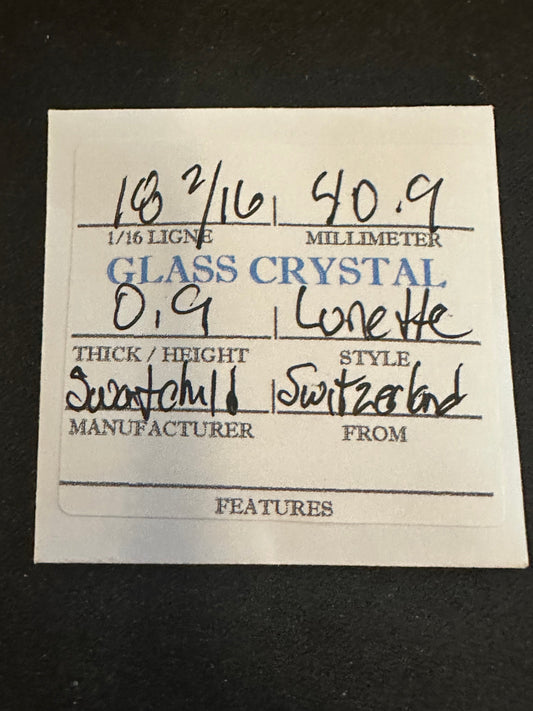 18 2/16 40.9
1/16 LIGNE MILLIMETER
GLASS CRYSTAL
0.9 Lunette
THICK / HEIGHT STYLE
Swartchild Switzerland
MANUFACTURER FROM
FEATURES